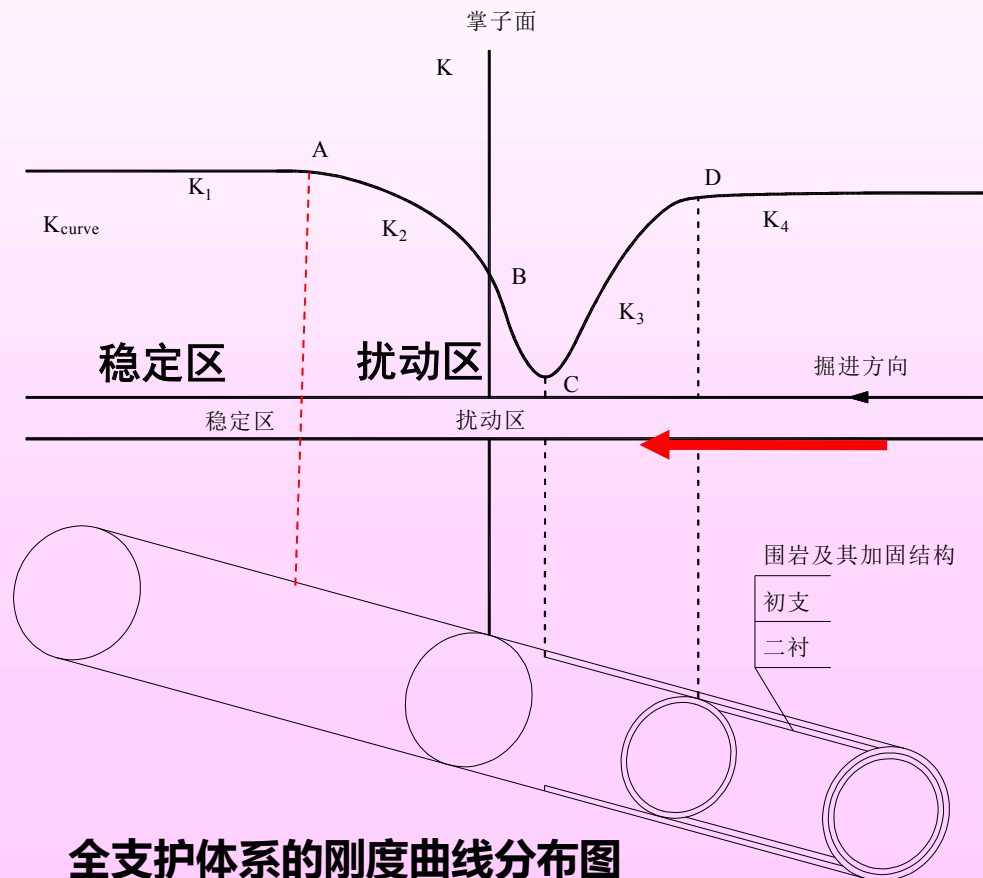 掌子面
K
A
K₁
K₂
Kcurve
B
C
D
K₃
K₄
稳定区
扰动区
掘进方向
稳定区
扰动区
围岩及其加固结构
初支
二衬
全支护体系的刚度曲线分布图